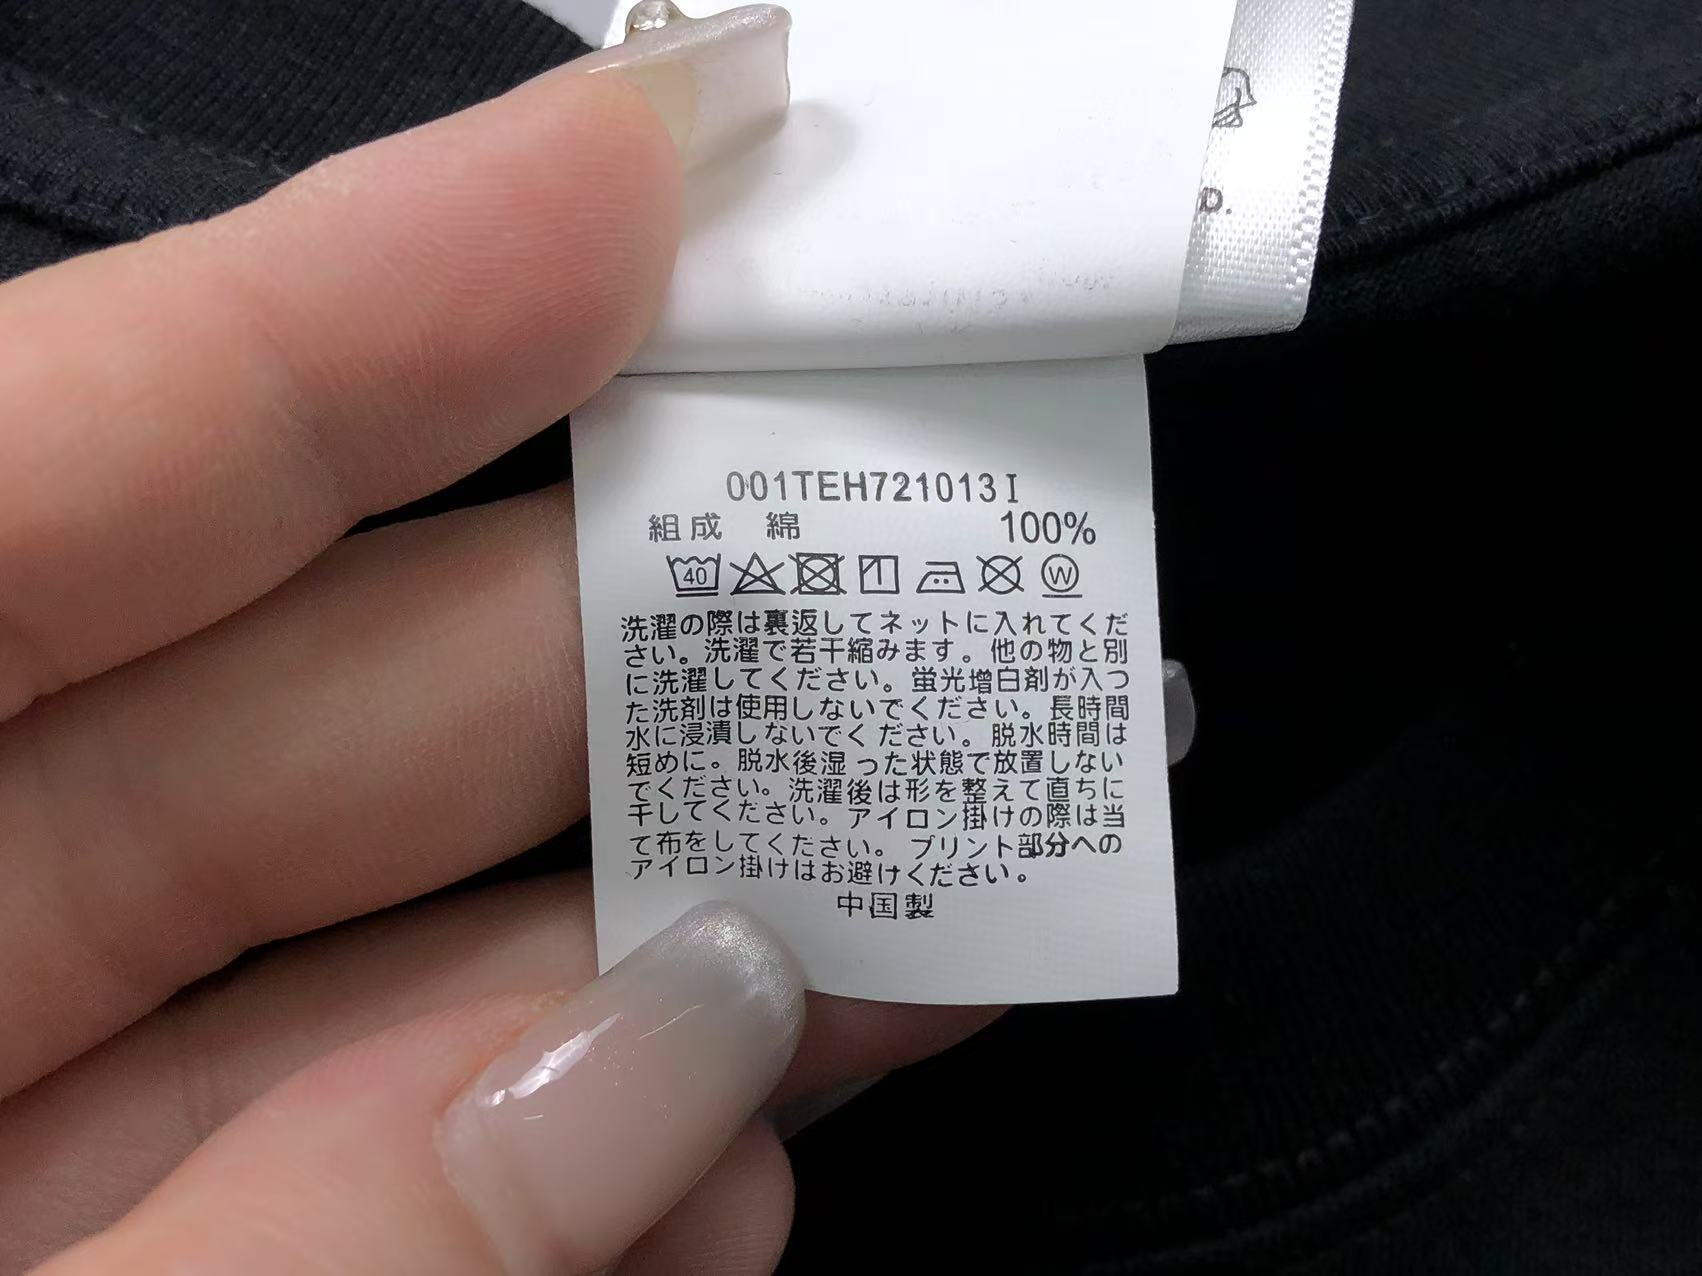 D.
001TEH721013I
組成 綿 100%
40
W
洗濯の際は裏返してネットに入れてくだ
さい。洗濯で若干縮みます。他の物と別
に洗濯してください。蛍光増白剤が入っ
た洗剤は使用しないでください。長時間
水に浸漬しないでください。脱水時間は
短めに。脱水後湿った状態で放置しない
でください。洗濯後は形を整えて直ちに
干してください。アイロン掛けの際は当
て布をしてください。プリント部分への
アイロン掛けはお避けください。
中国製